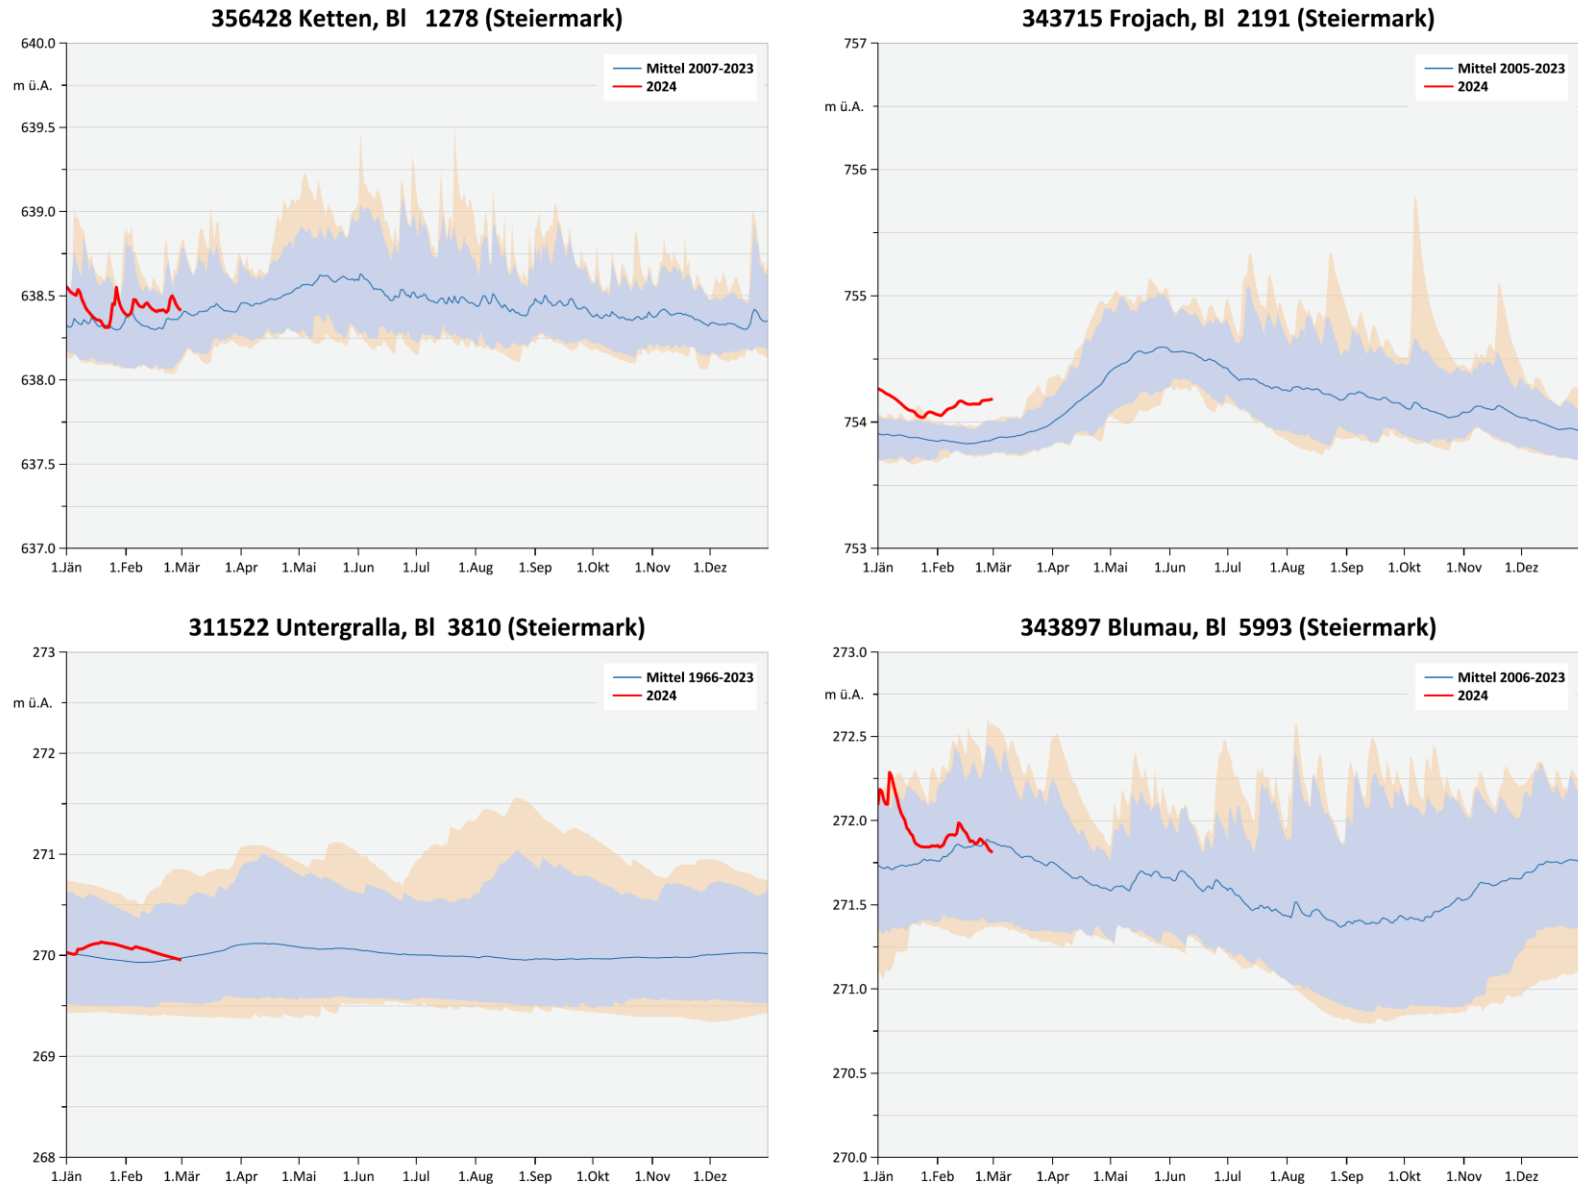 356428 Ketten, Bl   1278 (Steiermark)
640.0
m ü.A.
639.5
639.0
638.5
638.0
637.5
637.0
Mittel 2007-2023
2024
1.Jän 1.Feb 1.Mär 1.Apr 1.Mai 1.Jun 1.Jul 1.Aug 1.Sep 1.Okt 1.Nov 1.Dez
343715 Frojach, Bl  2191 (Steiermark)
757
m ü.A.
756
755
754
753
Mittel 2005-2023
2024
1.Jän 1.Feb 1.Mär 1.Apr 1.Mai 1.Jun 1.Jul 1.Aug 1.Sep 1.Okt 1.Nov 1.Dez
311522 Untergralla, Bl  3810 (Steiermark)
273
m ü.A.
272
271
270
269
268
Mittel 1966-2023
2024
1.Jän 1.Feb 1.Mär 1.Apr 1.Mai 1.Jun 1.Jul 1.Aug 1.Sep 1.Okt 1.Nov 1.Dez
343897 Blumau, Bl  5993 (Steiermark)
273.0
m ü.A.
272.5
272.0
271.5
271.0
270.5
270.0
Mittel 2006-2023
2024
1.Jän 1.Feb 1.Mär 1.Apr 1.Mai 1.Jun 1.Jul 1.Aug 1.Sep 1.Okt 1.Nov 1.Dez